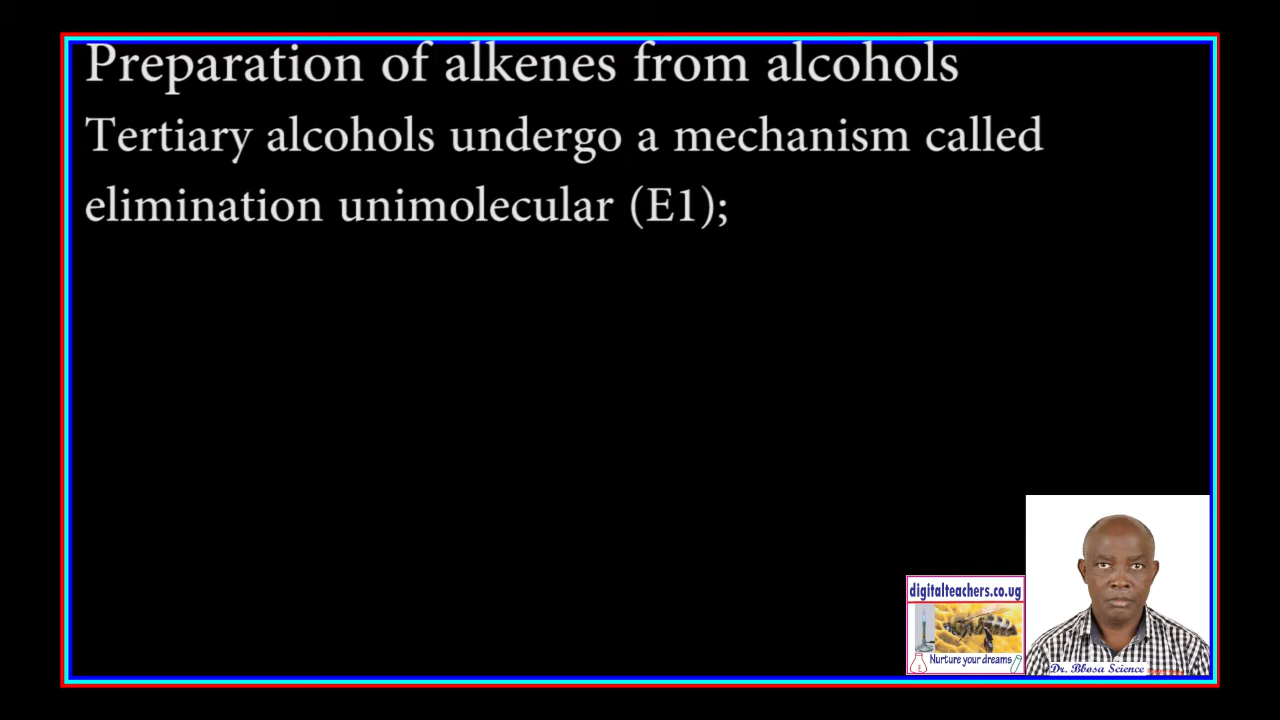 Preparation of alkenes from alcohols
Tertiary alcohols undergo a mechanism called
elimination unimolecular (E1);
digitalteachers.co.ug
Nurture your dreams
Dr. Bbosa Science